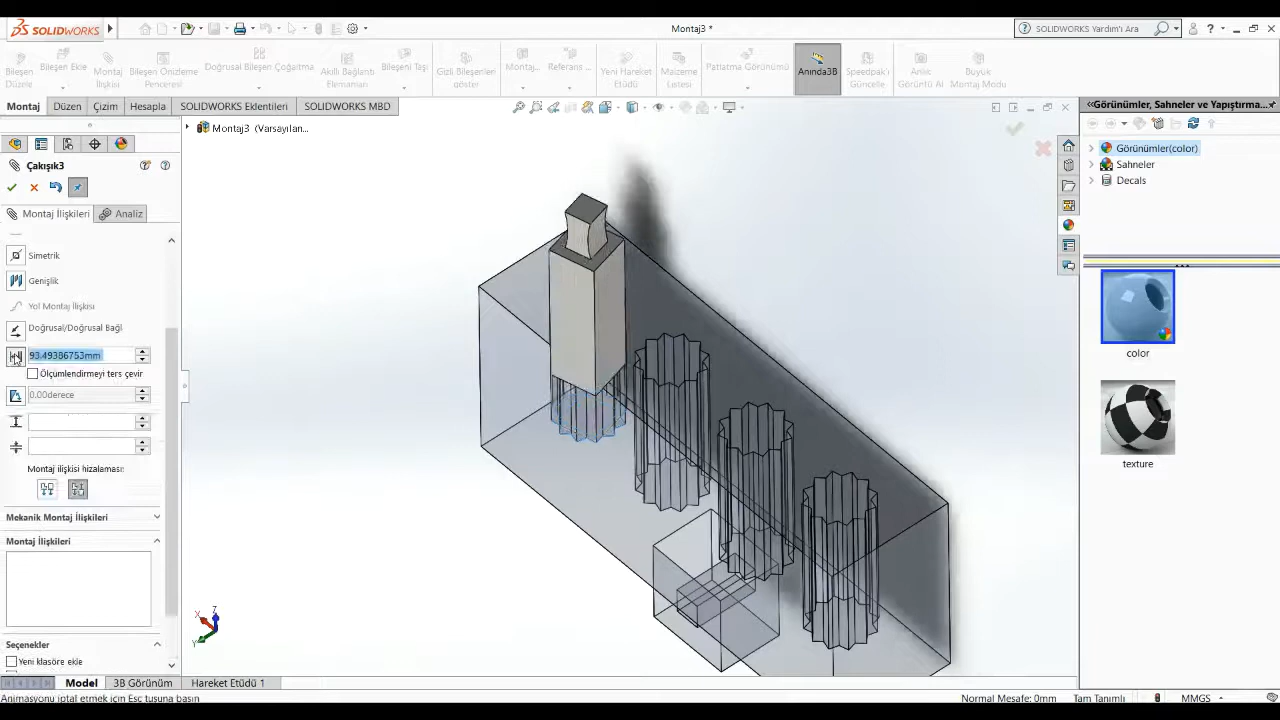 SOLIDWORKS
Montaj3 *
SOLIDWORKS Yardım'ı Ara
Bileşen Düzenle
Bileşen Ekle
Montaj İlişkisi
Bileşen Önizleme Penceresi
Doğrusal Bileşen Çoğaltma
Akıllı Bağlantı Elemanları
Bileşeni Taşı
Gizli Bileşenleri göster
Montaj...
Referans ...
Yeni Hareket Etüdü
Malzeme Listesi
Patlatma Görünümü
Anında3B
Speedpak'ı Güncelle
Anlık Görüntü Al
Büyük Montaj Modu
Montaj
Düzen
Çizim
Hesapla
SOLIDWORKS Eklentileri
SOLIDWORKS MBD
Görünümler, Sahneler ve Yapıştırma...
Montaj3 (Varsayılan...
Görünümler(color)
Sahneler
Decals
Çakışık3
Montaj İlişkileri
Analiz
Simetrik
Genişlik
Yol Montaj İlişkisi
Doğrusal/Doğrusal Bağl
93.49386753mm
Ölçümlendirmeyi ters çevir
0.00derece
Montaj ilişkisi hizalaması:
Mekanik Montaj İlişkileri
Montaj İlişkileri
Seçenekler
Yeni klasöre ekle
color
texture
X
Y
Z
Model
3B Görünüm
Hareket Etüdü 1
Animasyonu iptal etmek için Esc tuşuna basın
Normal Mesafe: 0mm
Tam Tanımlı
MMGS